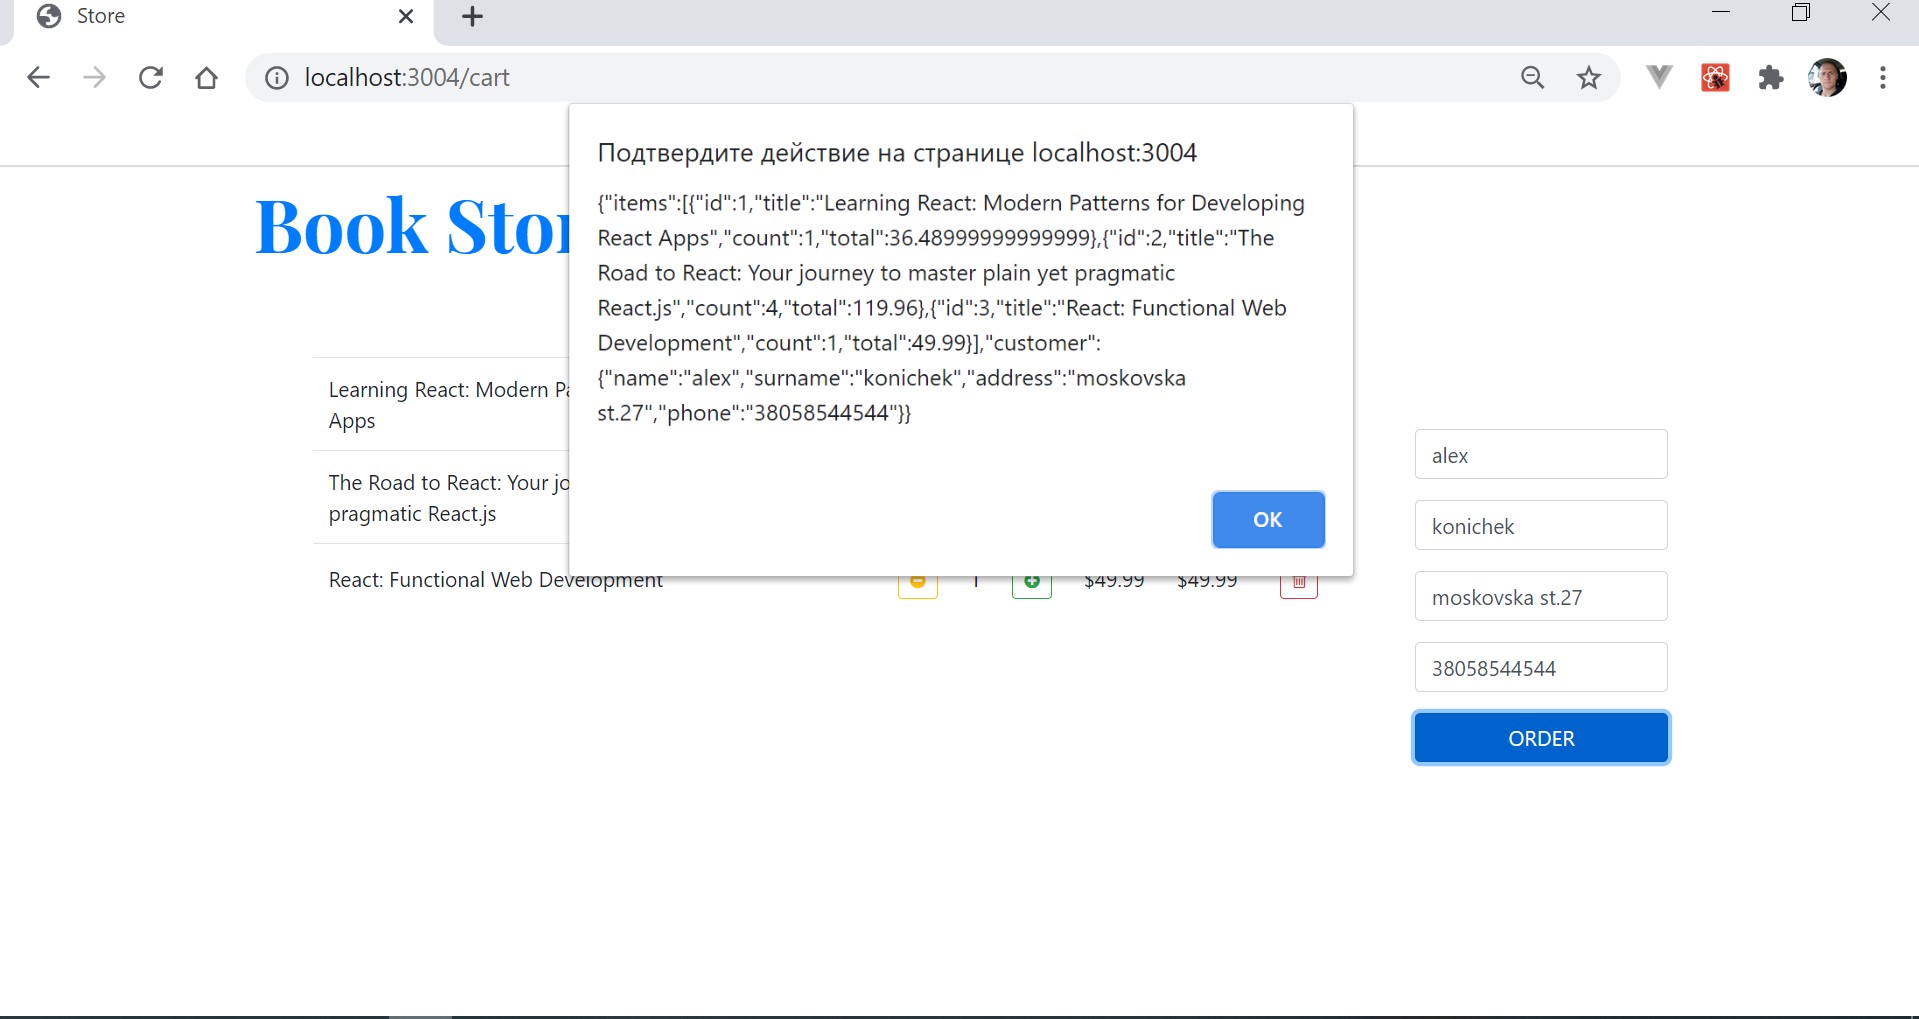 Store
localhost:3004/cart
Подтвердите действие на странице localhost:3004
{"items":[{"id":1,"title":"Learning React: Modern Patterns for Developing
React Apps","count":1,"total":36.48999999999999},{"id":2,"title":"The
Road to React: Your journey to master plain yet pragmatic
React.js","count":4,"total":119.96},{"id":3,"title":"React: Functional Web
Development","count":1,"total":49.99}],"customer":
{"name":"alex","surname":"konichek","address":"moskovska
st.27","phone":"38058544544"}}
OK
Book Stor
Learning React: Modern Pa
Apps
The Road to React: Your jo
pragmatic React.js
React: Functional Web Development 1 $49.99 $49.99
alex
konichek
moskovska st.27
38058544544
ORDER